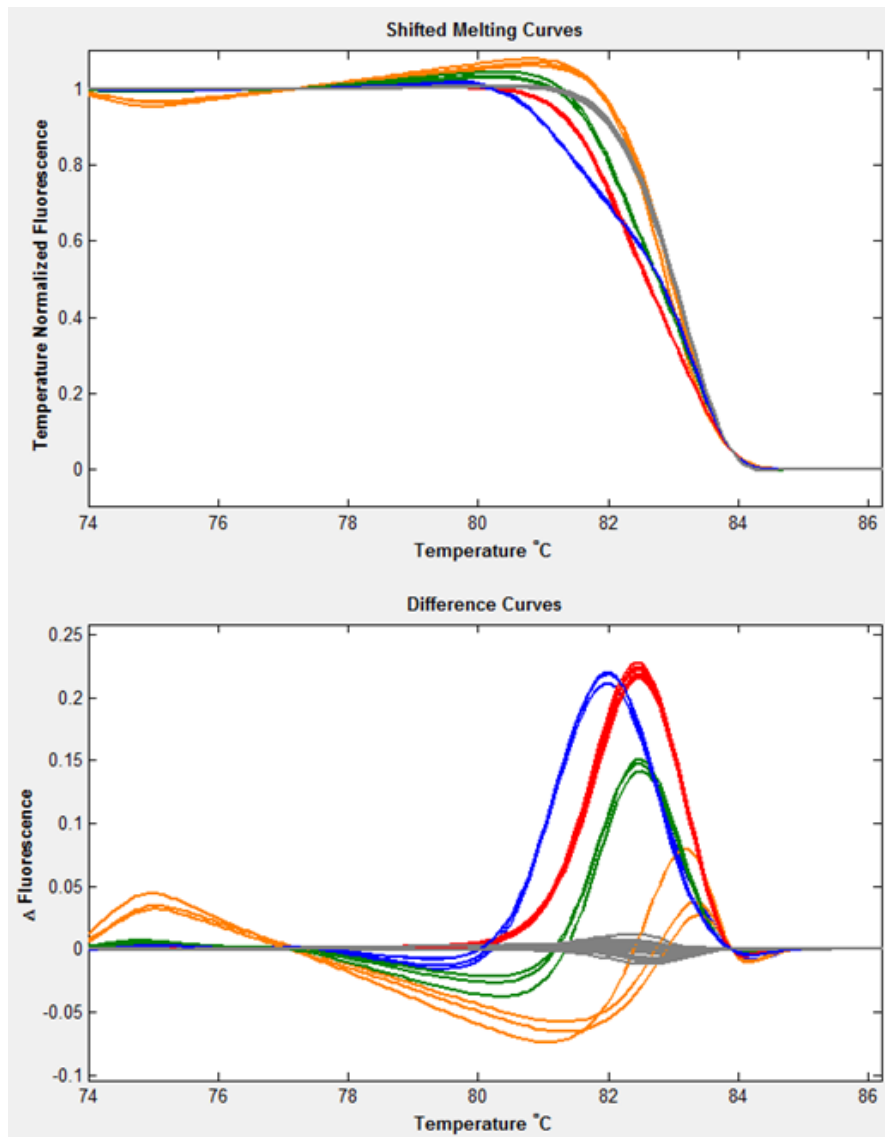 Shifted Melting Curves
Temperature Normalized Fluorescence
1
0.8
0.6
0.4
0.2
0
74 76 78 80 82 84 86
Temperature °C
Difference Curves
Δ Fluorescence
0.25
0.2
0.15
0.1
0.05
0
-0.05
-0.1
74 76 78 80 82 84 86
Temperature °C